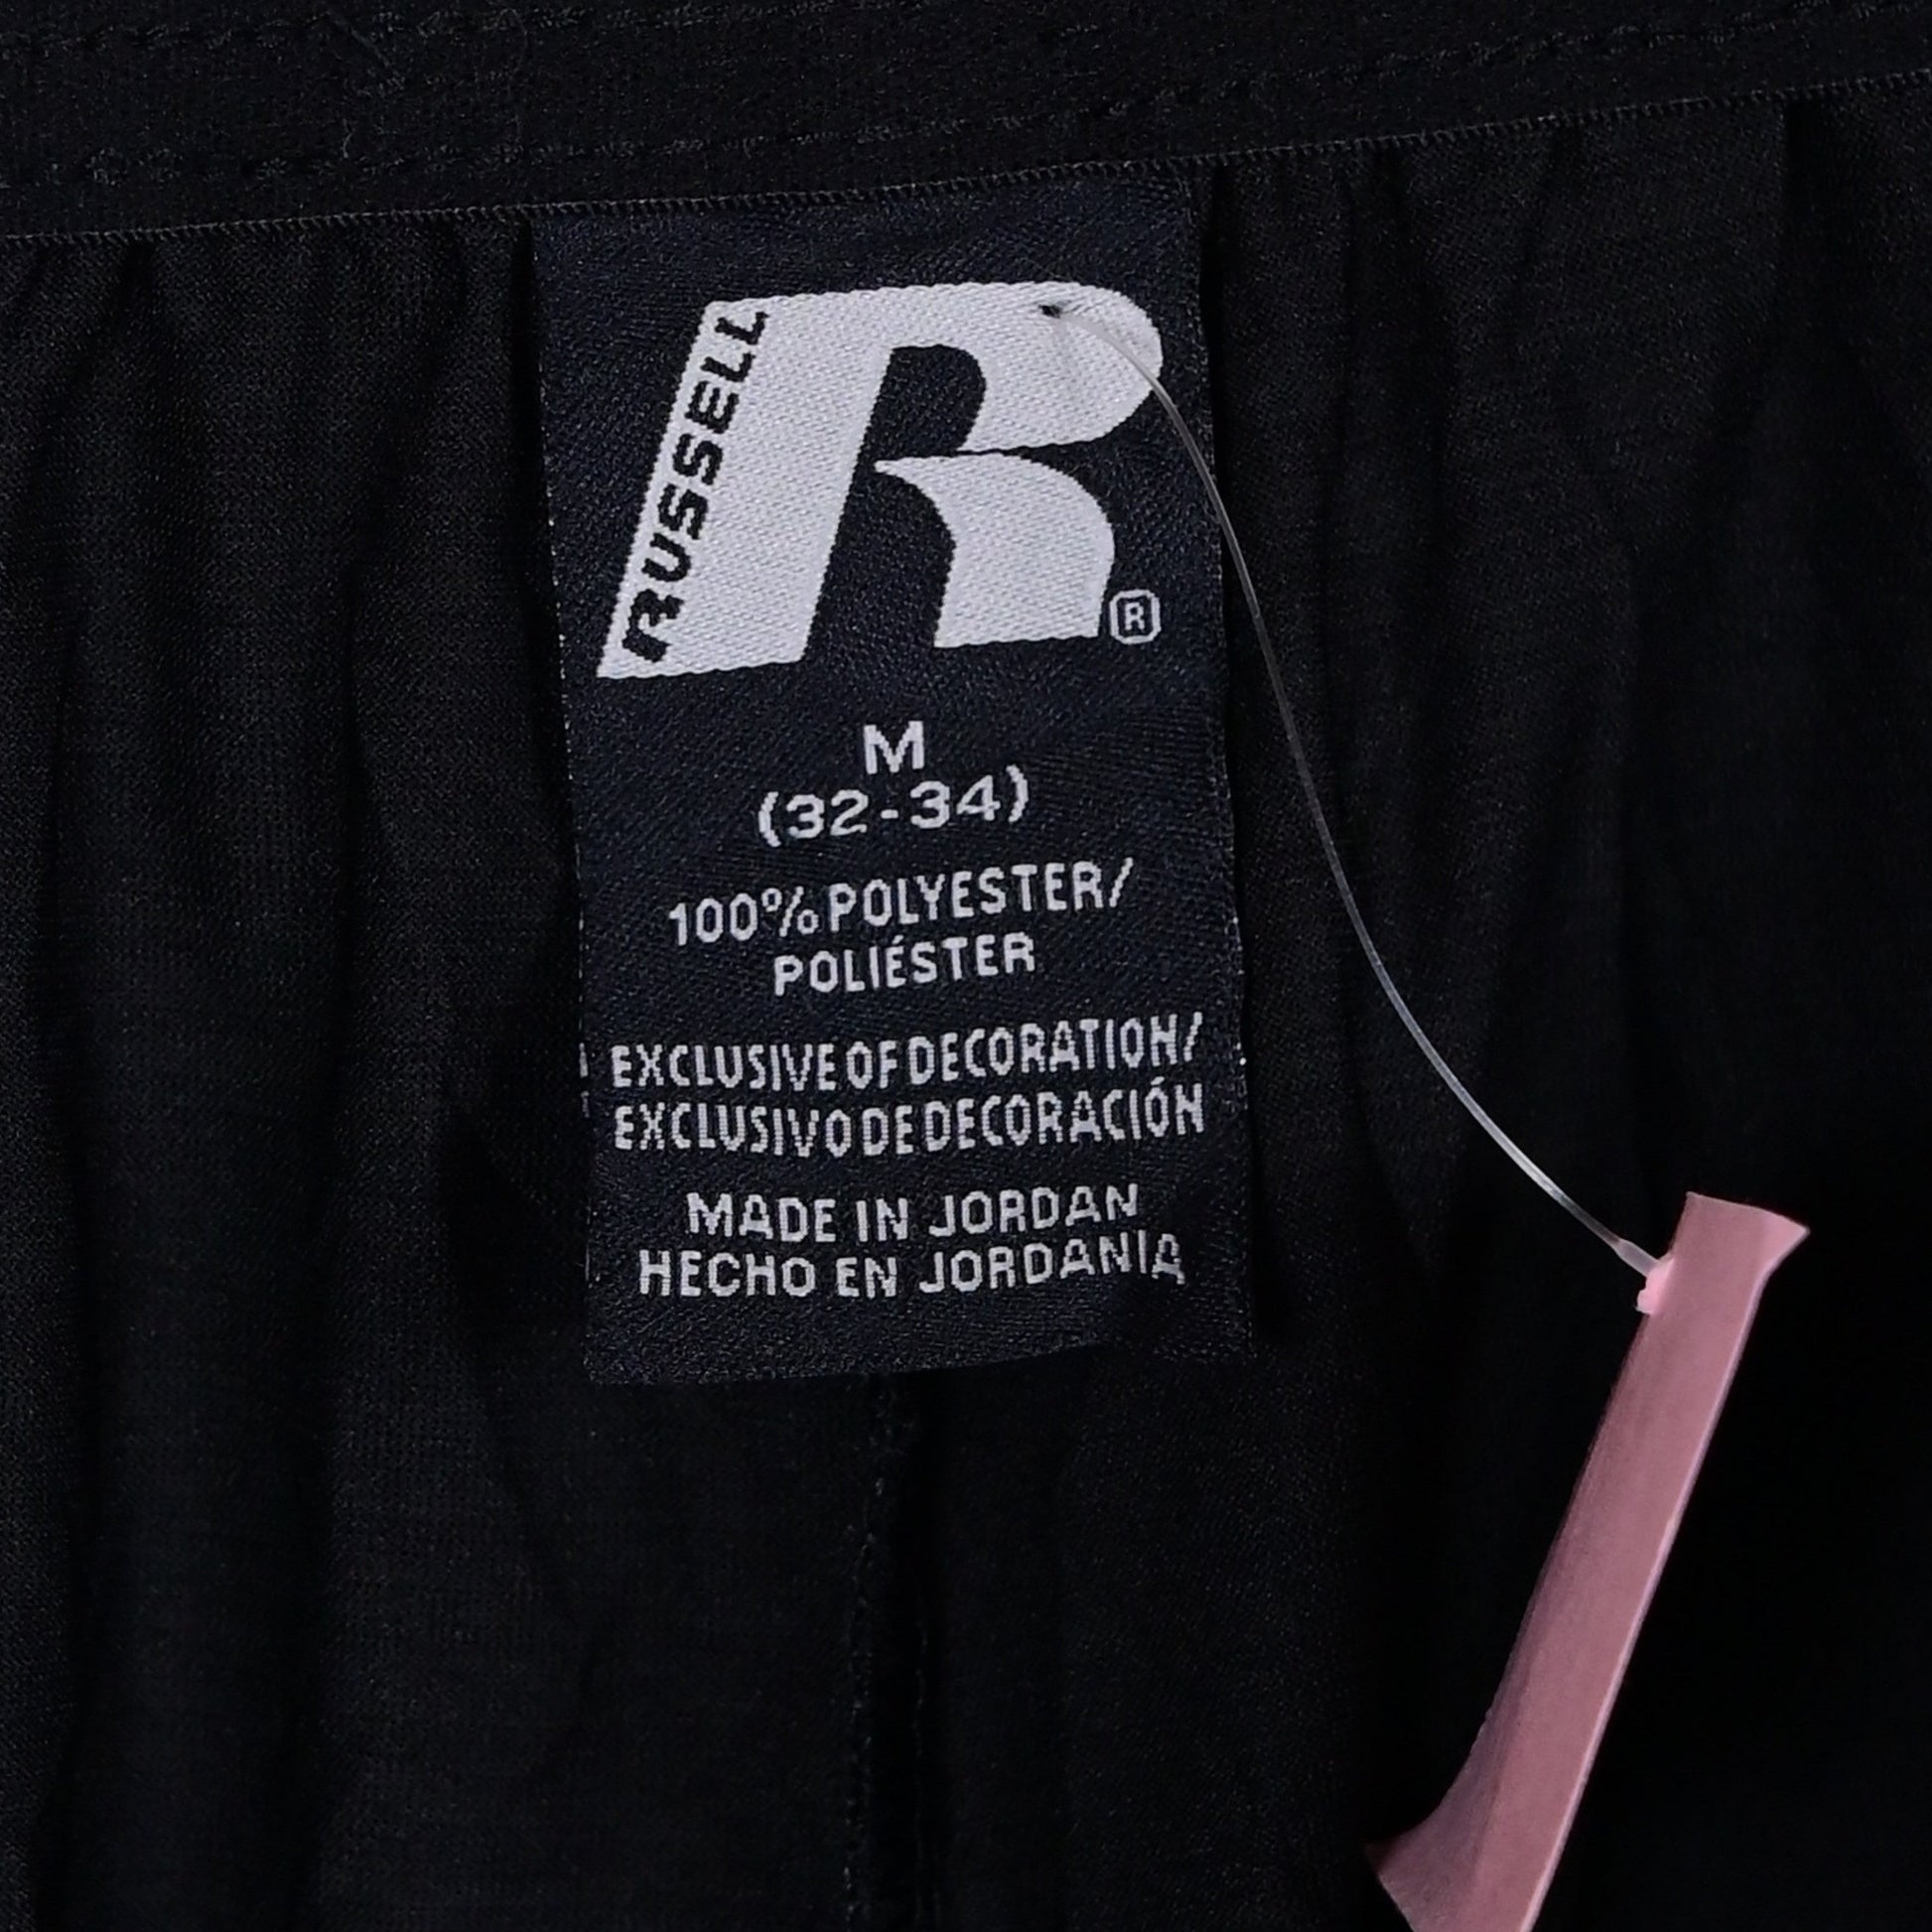 RUSSELL
R
®
M
(32-34)
100% POLYESTER/
POLIÉSTER
EXCLUSIVE OF DECORATION/
EXCLUSIVO DE DECORACIÓN
MADE IN JORDAN
HECHO EN JORDANIA